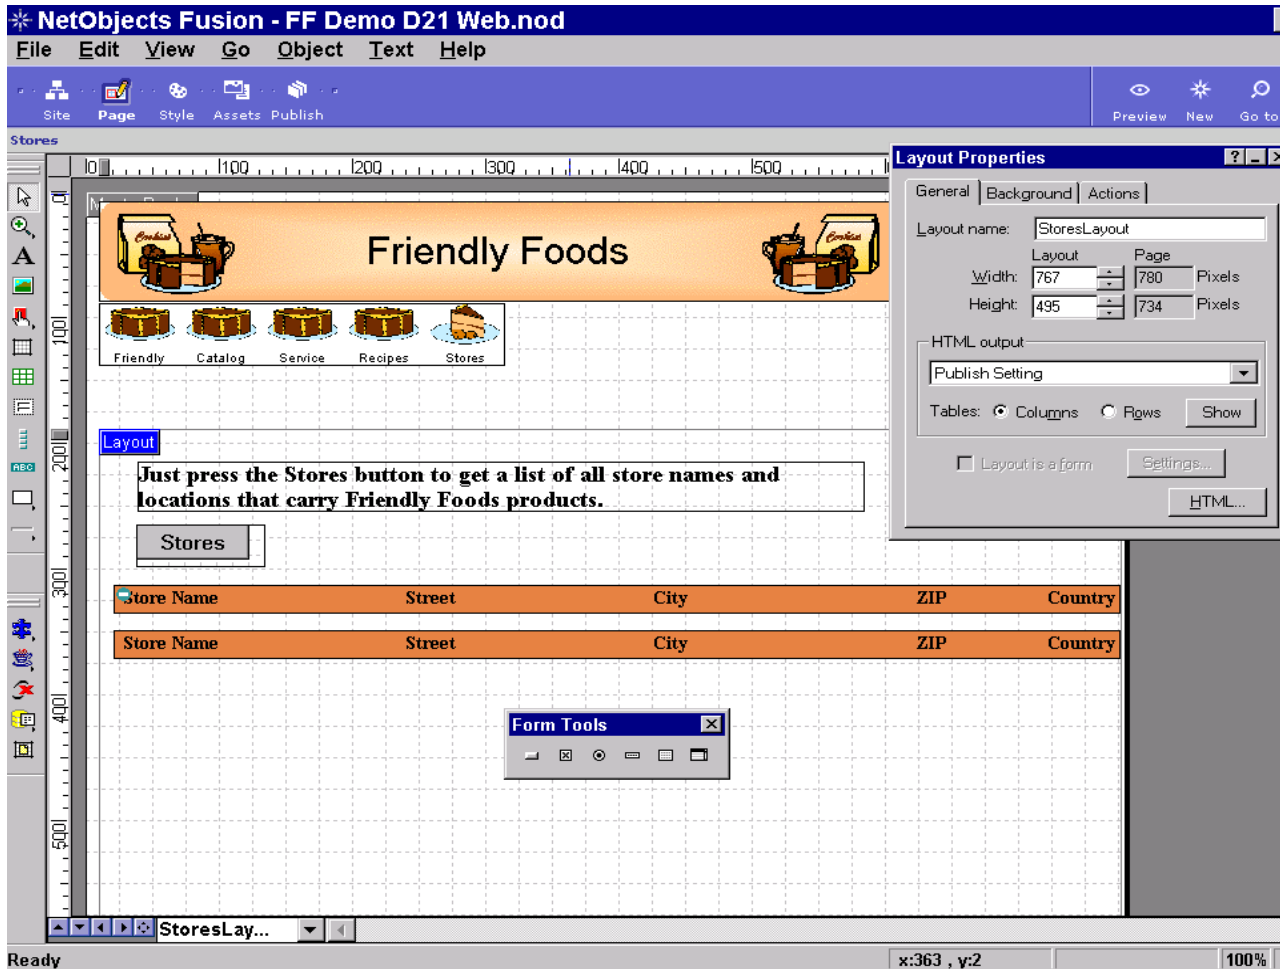 NetObjects Fusion - FF Demo D21 Web.nod
File Edit View Go Object Text Help
Site Page Style Assets Publish Preview New Go to
Stores
0 100 200 300 400 500
Layout Properties
General Background Actions
Layout name: StoresLayout
Layout Page
Width: 767 780 Pixels
Height: 495 734 Pixels
HTML output
Publish Setting
Tables: Columns Rows Show
Layout is a form Settings...
HTML...
0
100
200
300
400
500
A
ABC
Friendly Foods
Cookies
Cookies
Friendly Catalog Service Recipes Stores
Layout
Just press the Stores button to get a list of all store names and
locations that carry Friendly Foods products.
Stores
Store Name Street City ZIP Country
Store Name Street City ZIP Country
Form Tools
StoresLay...
Ready x:363 , y:2 100%